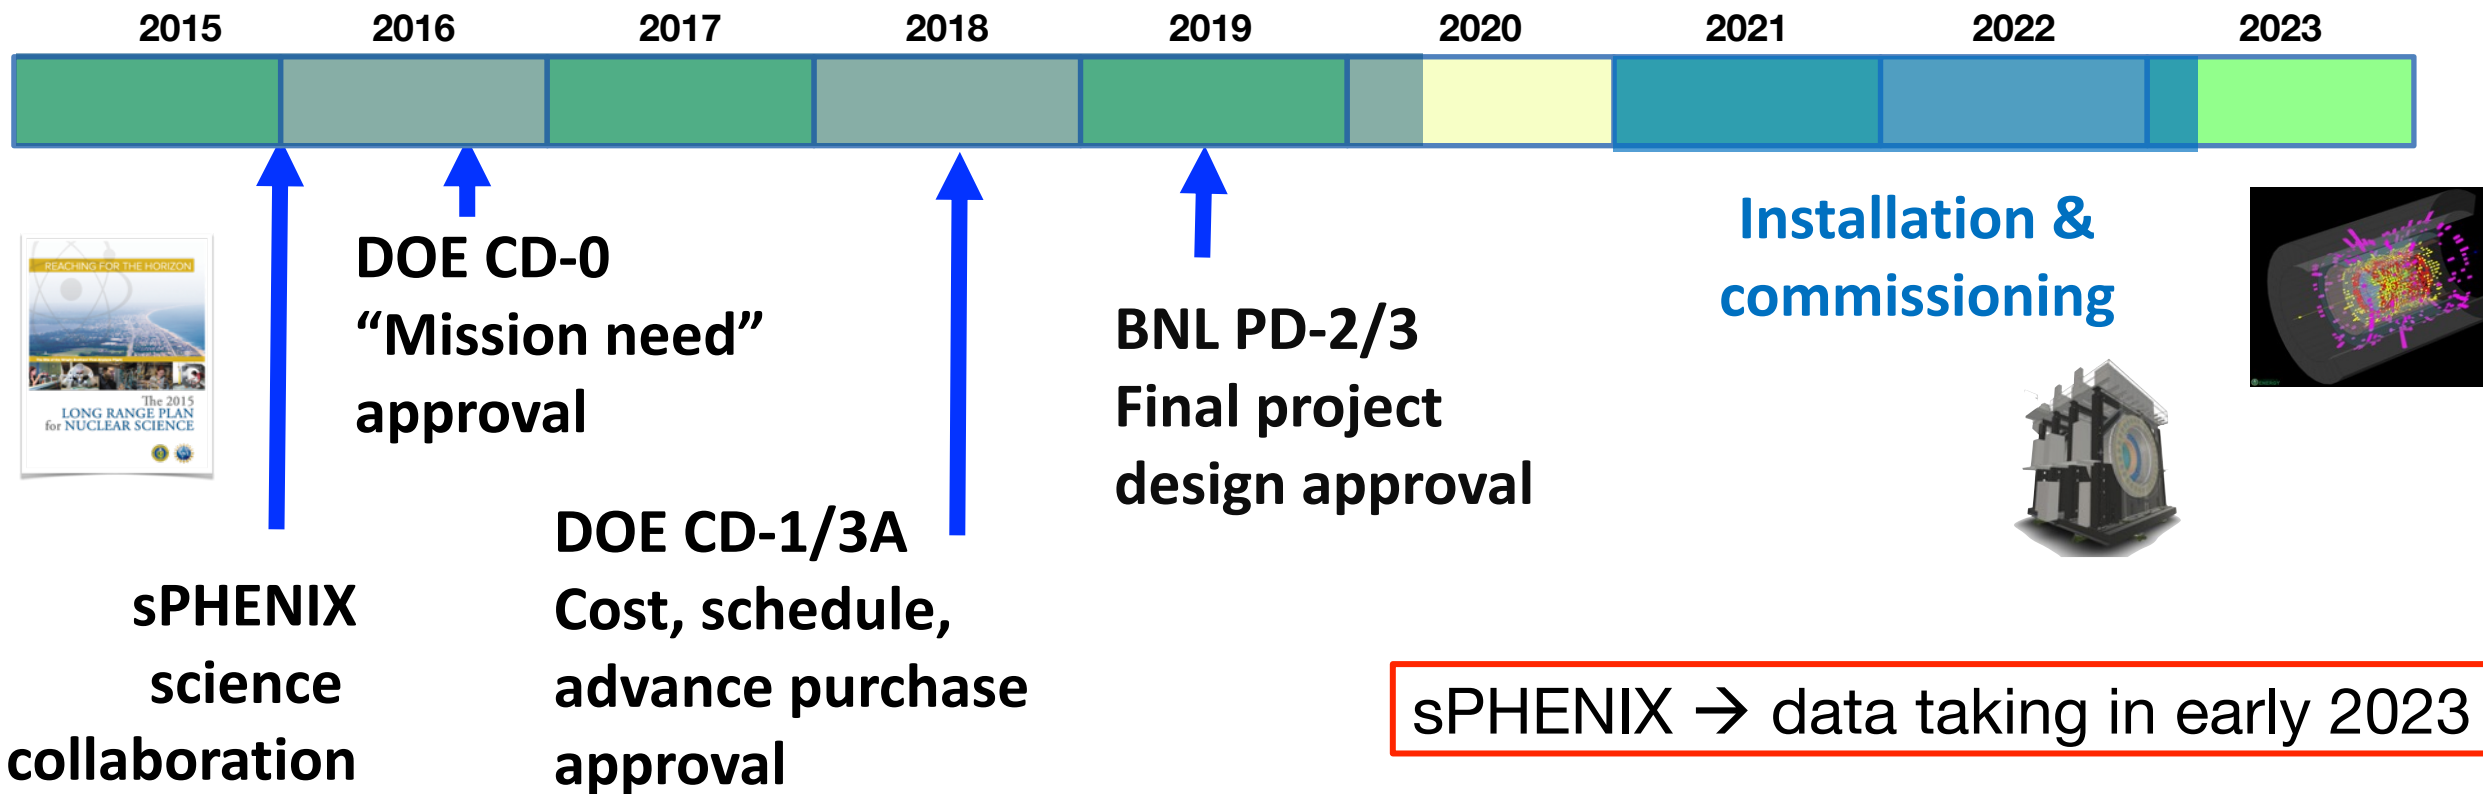 2015 2016 2017 2018 2019 2020 2021 2022 2023
REACHING FOR THE HORIZON
The 2015
LONG RANGE PLAN
for NUCLEAR SCIENCE
sPHENIX
science
collaboration
DOE CD-0
“Mission need”
approval
DOE CD-1/3A
Cost, schedule,
advance purchase
approval
BNL PD-2/3
Final project
design approval
Installation &
commissioning
sPHENIX → data taking in early 2023